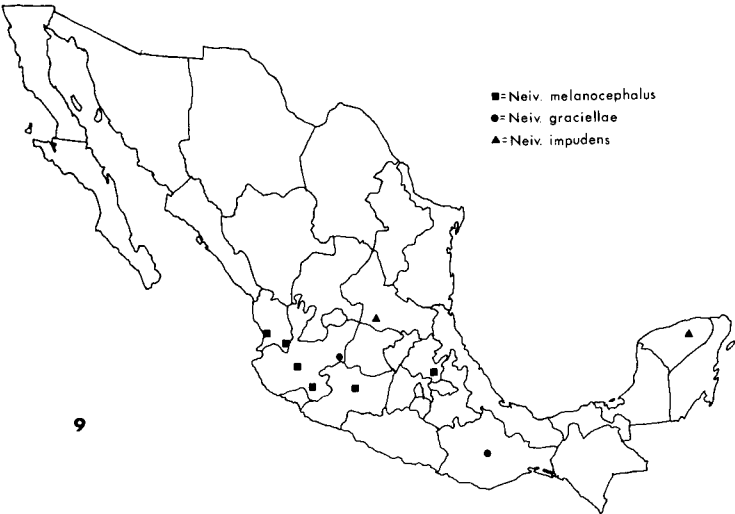 ■=Neiv. melanocephalus
●=Neiv. graciellae
▲=Neiv. impudens
9